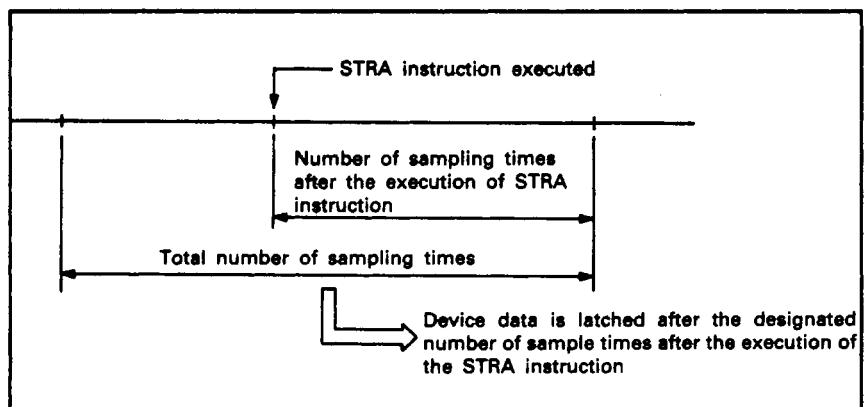 STRA instruction executed
Number of sampling times
after the execution of STRA
instruction
Total number of sampling times
Device data is latched after the designated
number of sample times after the execution of
the STRA instruction